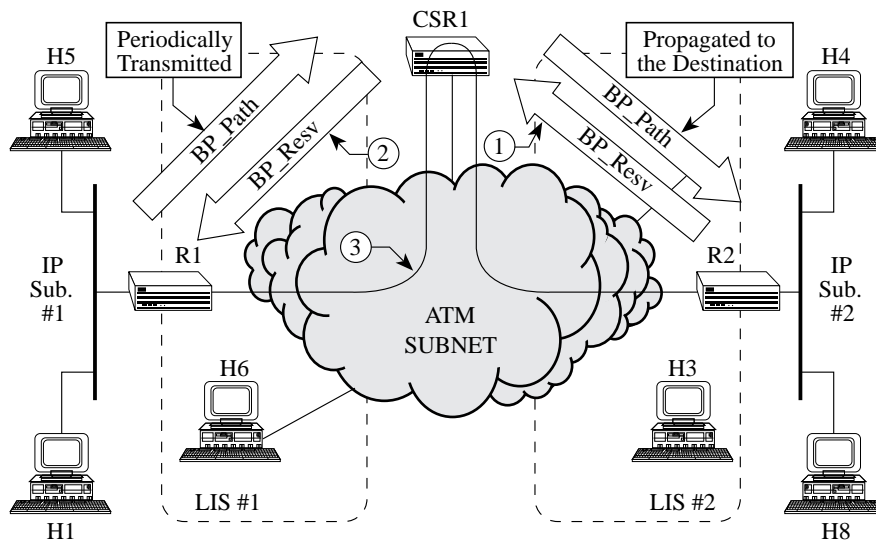 CSR1
H5
Periodically
Transmitted
Propagated to
the Destination
H4
BP_Path
BP_Path
BP_Resv
2
1
BP_Resv
3
R1
R2
IP
Sub.
#1
IP
Sub.
#2
ATM
SUBNET
H6
H3
LIS #1
LIS #2
H1
H8